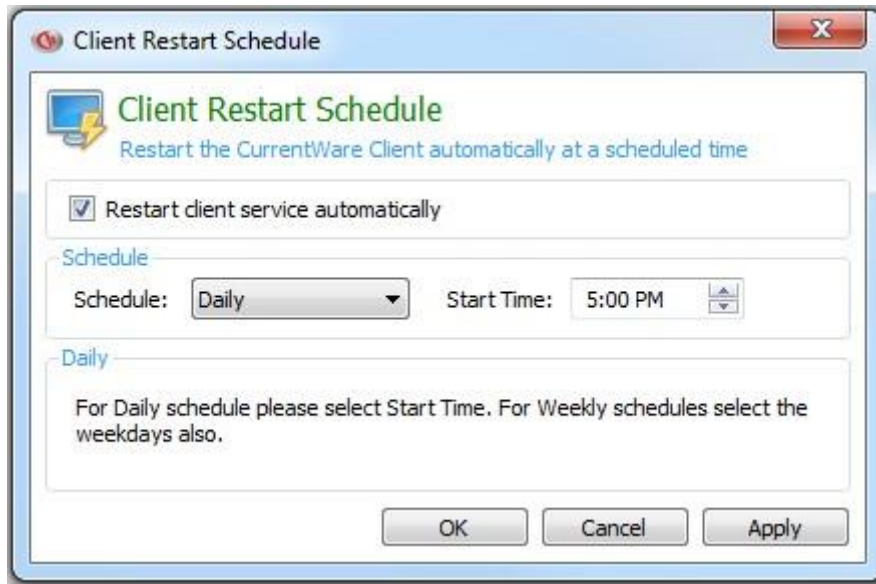 Client Restart Schedule
Client Restart Schedule
Restart the CurrentWare Client automatically at a scheduled time
Restart client service automatically
Schedule
Schedule: Daily Start Time: 5:00 PM
Daily
For Daily schedule please select Start Time. For Weekly schedules select the
weekdays also.
OK Cancel Apply